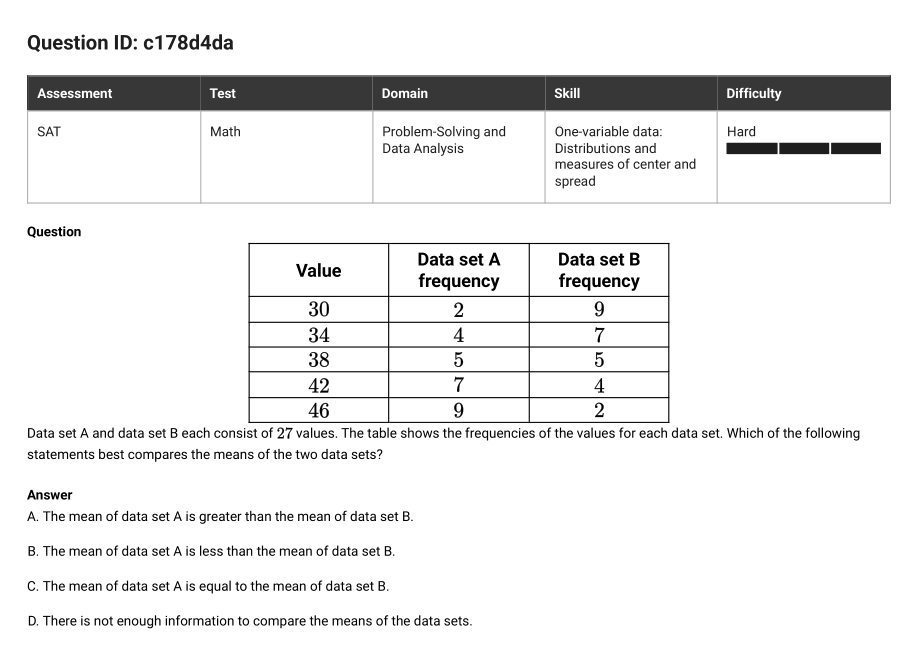 Question ID: c178d4da
Assessment Test Domain Skill Difficulty
SAT Math Problem-Solving and Data Analysis One-variable data: Distributions and measures of center and spread Hard
Question
Value Data set A frequency Data set B frequency
30 2 9
34 4 7
38 5 5
42 7 4
46 9 2
Data set A and data set B each consist of 27 values. The table shows the frequencies of the values for each data set. Which of the following
statements best compares the means of the two data sets?
Answer
A. The mean of data set A is greater than the mean of data set B.
B. The mean of data set A is less than the mean of data set B.
C. The mean of data set A is equal to the mean of data set B.
D. There is not enough information to compare the means of the data sets.